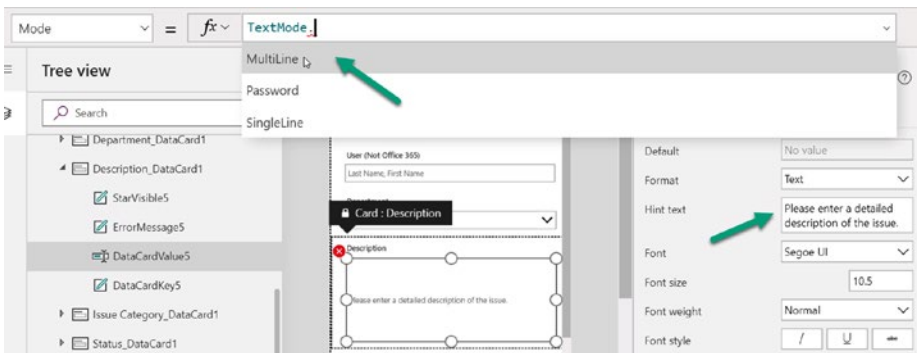 Mode = fx TextMode.
MultiLine
Password
SingleLine
Tree view
Search
Department_DataCard1
Description_DataCard1
StarVisible5
ErrorMessage5
DataCardValue5
DataCardKey5
Issue Category_DataCard1
Status_DataCard1
User (Not Office 365)
Last Name, First Name
Card : Description
Description
Please enter a detailed description of the issue.
Default No value
Format Text
Hint text Please enter a detailed
description of the issue.
Font Segoe UI
Font size 10.5
Font weight Normal
Font style / U abc